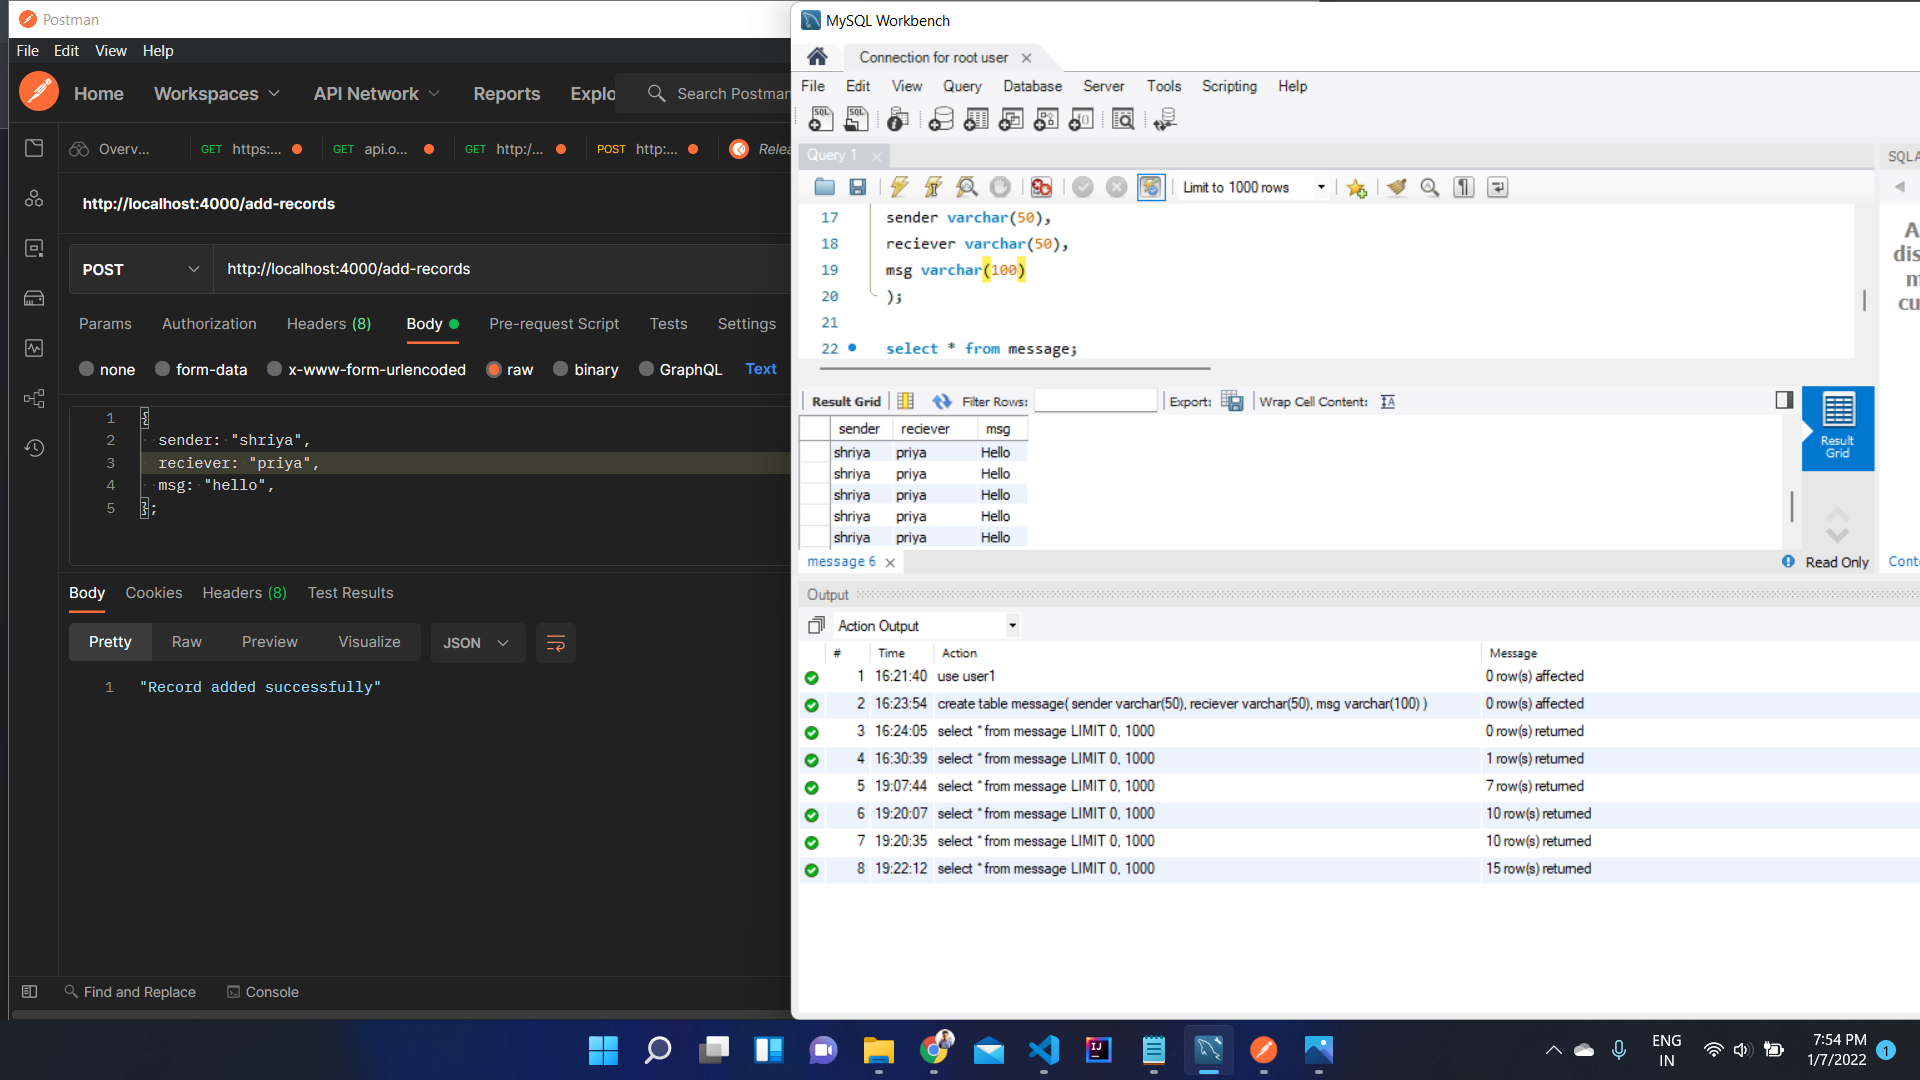 Postman
File Edit View Help
Home Workspaces API Network Reports Explo Search Postman
Overv... GET https:... GET api.o... GET http:/... POST http:... Relea
http://localhost:4000/add-records
POST http://localhost:4000/add-records
Params Authorization Headers (8) Body Pre-request Script Tests Settings
none form-data x-www-form-urlencoded raw binary GraphQL Text
1 {
2 sender: "shriya",
3 reciever: "priya",
4 msg: "hello",
5 };
Body Cookies Headers (8) Test Results
Pretty Raw Preview Visualize JSON
1 "Record added successfully"
Find and Replace Console
MySQL Workbench
Connection for root user
File Edit View Query Database Server Tools Scripting Help
Query 1
SQLA
Limit to 1000 rows
17 sender varchar(50),
18 reciever varchar(50),
19 msg varchar(100)
20 );
21
22 select * from message;
A
dis
m
cu
Result Grid Filter Rows: Export: Wrap Cell Content:
sender reciever msg
shriya priya Hello
shriya priya Hello
shriya priya Hello
shriya priya Hello
shriya priya Hello
Result
Grid
message 6 Read Only Conte
Output
Action Output
# Time Action Message
1 16:21:40 use user1 0 row(s) affected
2 16:23:54 create table message( sender varchar(50), reciever varchar(50), msg varchar(100) ) 0 row(s) affected
3 16:24:05 select * from message LIMIT 0, 1000 0 row(s) returned
4 16:30:39 select * from message LIMIT 0, 1000 1 row(s) returned
5 19:07:44 select * from message LIMIT 0, 1000 7 row(s) returned
6 19:20:07 select * from message LIMIT 0, 1000 10 row(s) returned
7 19:20:35 select * from message LIMIT 0, 1000 10 row(s) returned
8 19:22:12 select * from message LIMIT 0, 1000 15 row(s) returned
ENG
IN
7:54 PM
1/7/2022
1